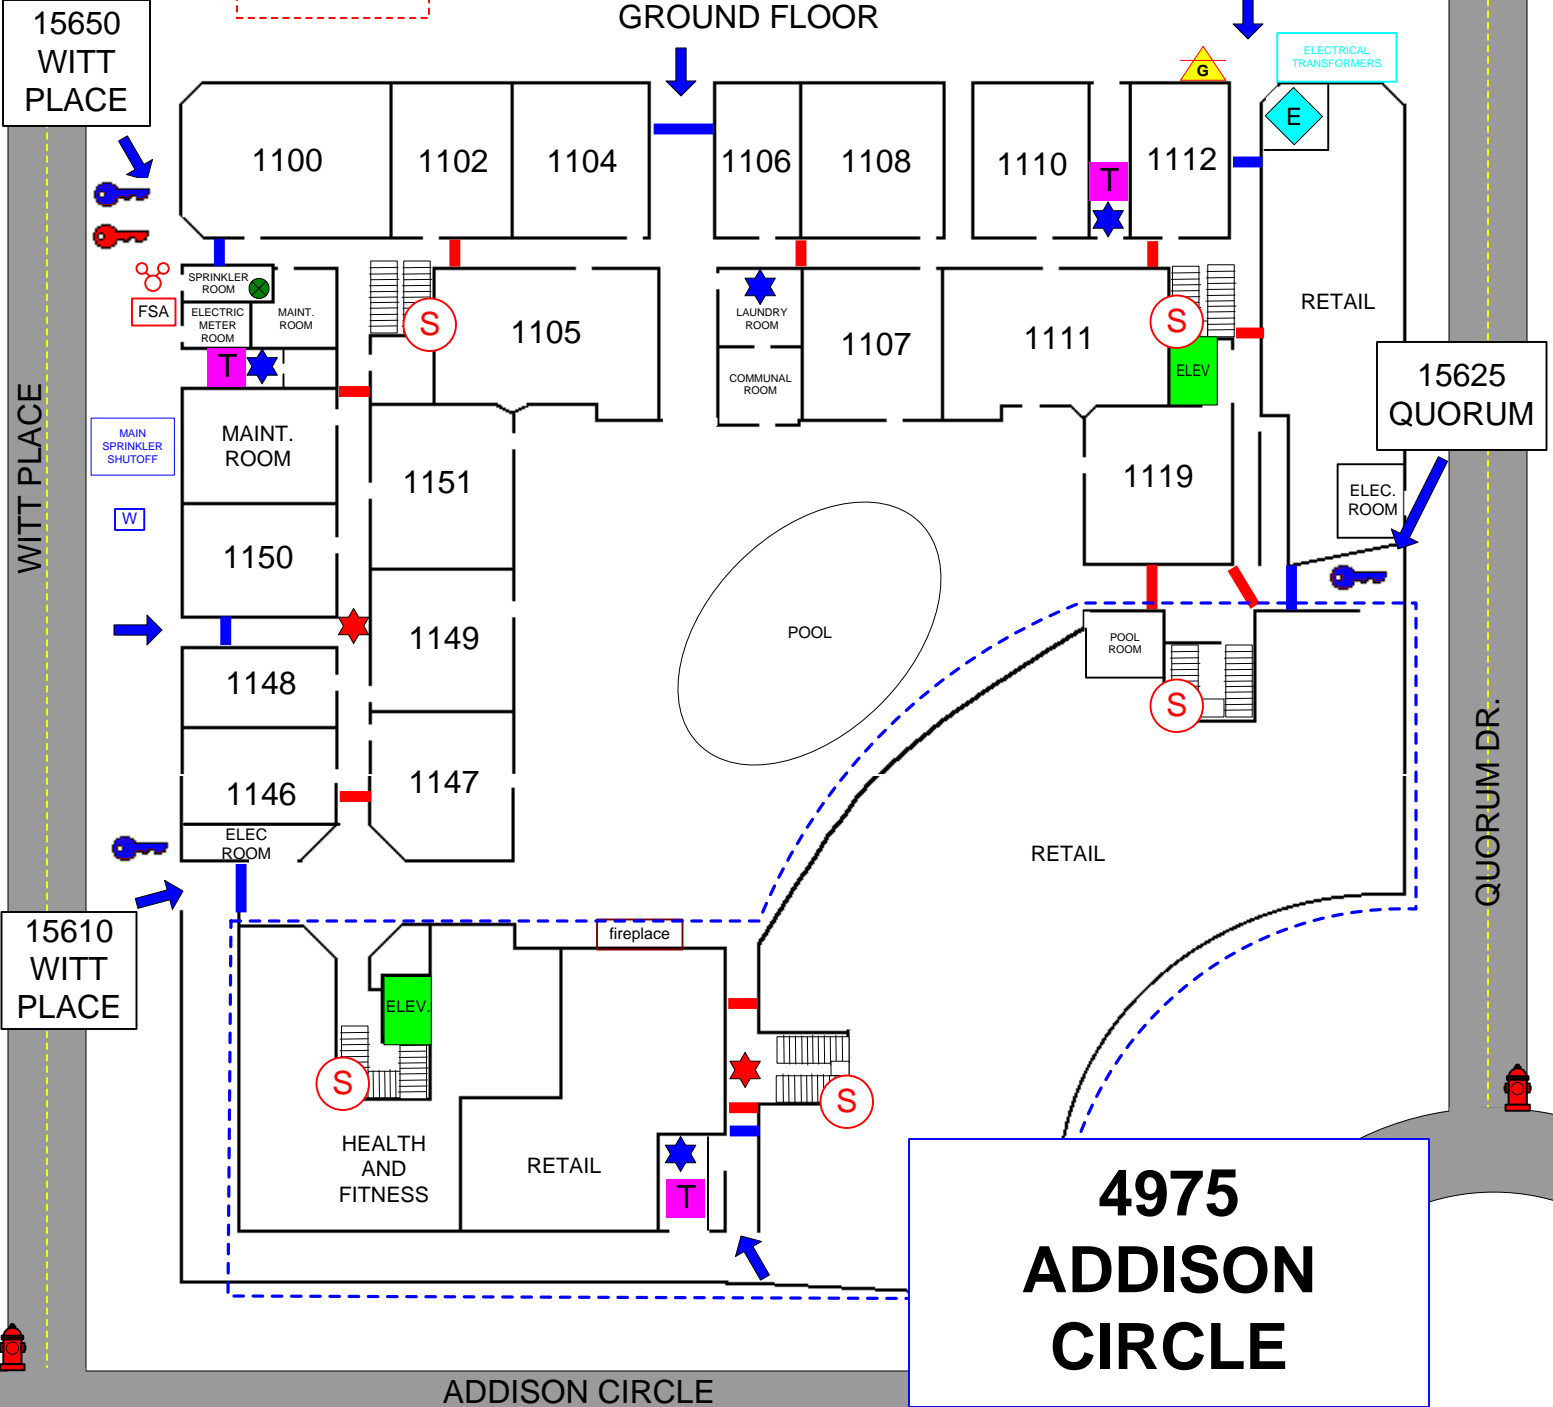 15650
WITT
PLACE
GROUND FLOOR
ELECTRICAL
TRANSFORMERS
G
E
1100
1102
1104
1106
1108
1110
T
1112
SPRINKLER
ROOM
FSA
ELECTRIC
METER
ROOM
MAINT.
ROOM
S
1105
LAUNDRY
ROOM
COMMUNAL
ROOM
1107
1111
S
ELEV
RETAIL
15625
QUORUM
T
MAIN
SPRINKLER
SHUTOFF
MAINT.
ROOM
1151
1119
ELEC.
ROOM
W
WITT PLACE
1150
1149
POOL
POOL
ROOM
S
1148
1146
1147
ELEC
ROOM
RETAIL
QUORUM DR.
15610
WITT
PLACE
fireplace
ELEV.
S
S
HEALTH
AND
FITNESS
RETAIL
T
4975
ADDISON
CIRCLE
ADDISON CIRCLE